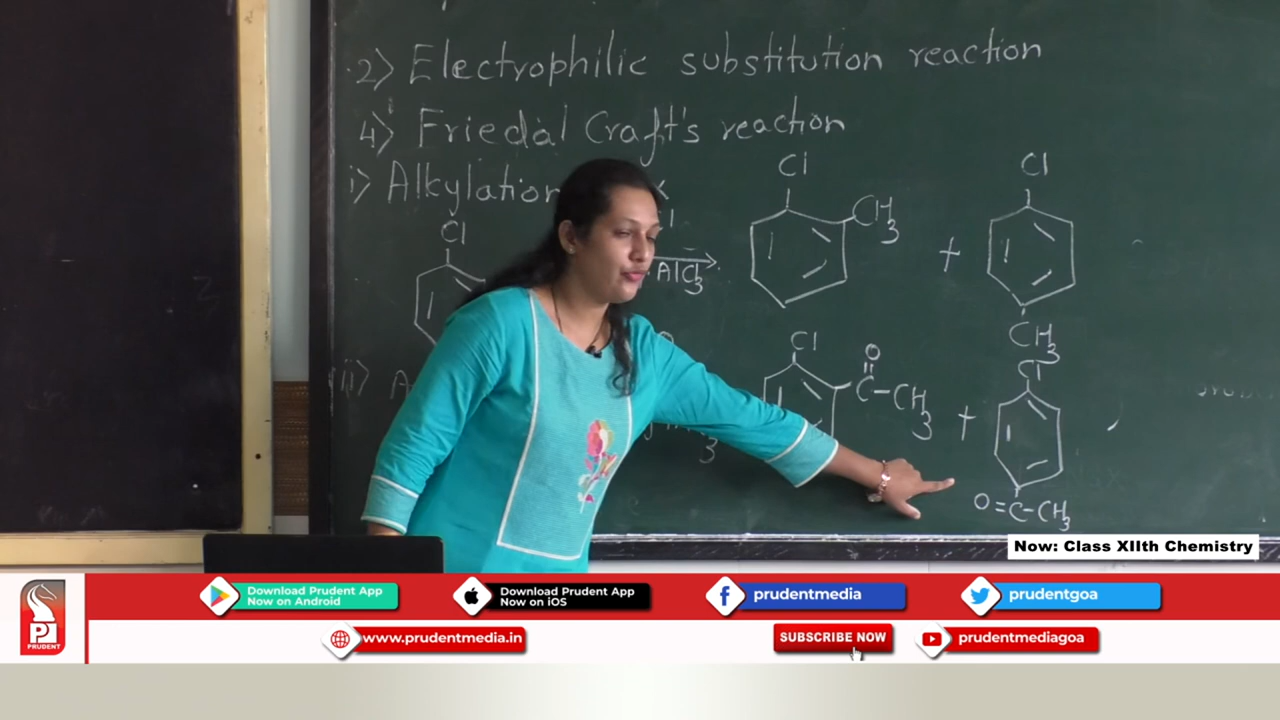 2) Electrophilic substitution reaction
4) Friedal Craft's reaction
i) Alkylation
Cl
Cl
Cl
AlCl3
CH3
+
CH3
ii) A
Cl
O
C-CH3
+
Cl
O=C-CH3
3
Now: Class XIIth Chemistry
Download Prudent App
Now on Android
Download Prudent App
Now on iOS
prudentmedia
prudentgoa
PRUDENT
www.prudentmedia.in
SUBSCRIBE NOW
prudentmediagoa